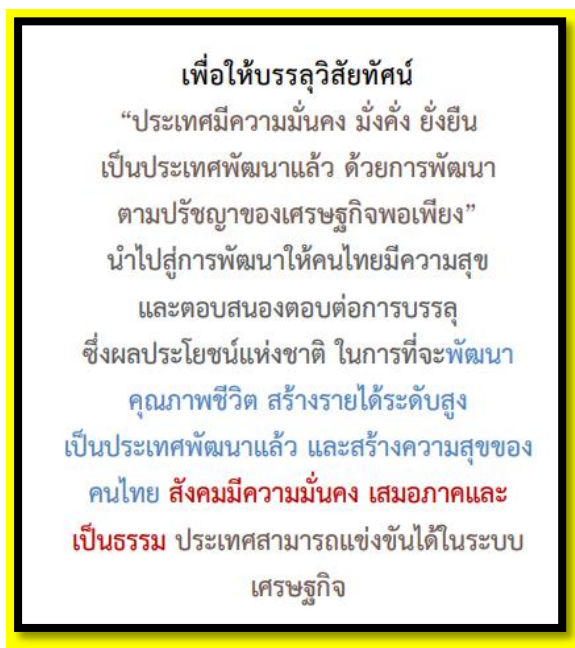 เพื่อให้บรรลุวิสัยทัศน์
“ประเทศมีความมั่นคง มั่งคั่ง ยั่งยืน
เป็นประเทศพัฒนาแล้ว ด้วยการพัฒนา
ตามปรัชญาของเศรษฐกิจพอเพียง”
นำไปสู่การพัฒนาให้คนไทยมีความสุข
และตอบสนองตอบต่อการบรรลุ
ซึ่งผลประโยชน์แห่งชาติ ในการที่จะพัฒนา
คุณภาพชีวิต สร้างรายได้ระดับสูง
เป็นประเทศพัฒนาแล้ว และสร้างความสุขของ
คนไทย สังคมมีความมั่นคง เสมอภาคและ
เป็นธรรม ประเทศสามารถแข่งขันได้ในระบบ
เศรษฐกิจ